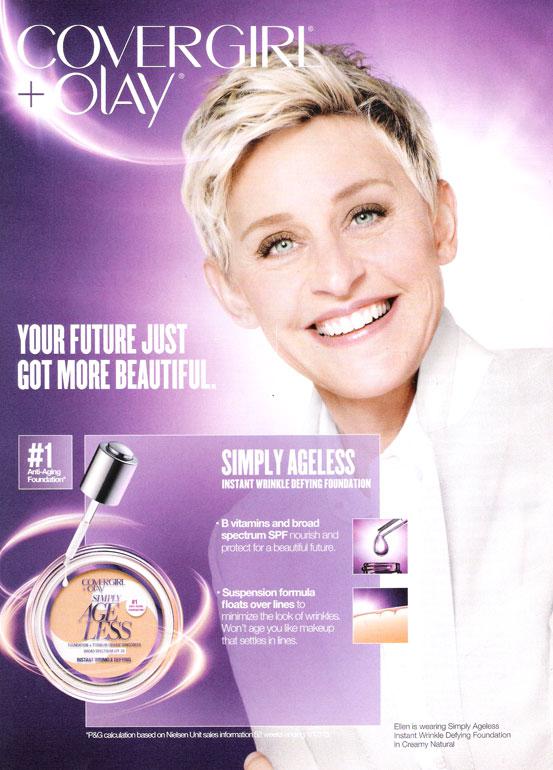 COVERGIRL®
+ Olay®
YOUR FUTURE JUST
GOT MORE BEAUTIFUL.
#1
Anti-Aging
Foundation*
SIMPLY AGELESS
INSTANT WRINKLE DEFYING FOUNDATION
• B vitamins and broad
spectrum SPF nourish and
protect for a beautiful future.
• Suspension formula
floats over lines to
minimize the look of wrinkles.
Won't age you like makeup
that settles in lines.
COVERGIRL
+ OLAY
SIMPLY
AGE
LESS
#1
INSTANT WRINKLE DEFYING
*P&G calculation based on Nielsen Unit sales information 52 weeks
Ellen is wearing Simply Ageless
Instant Wrinkle Defying Foundation
in Creamy Natural